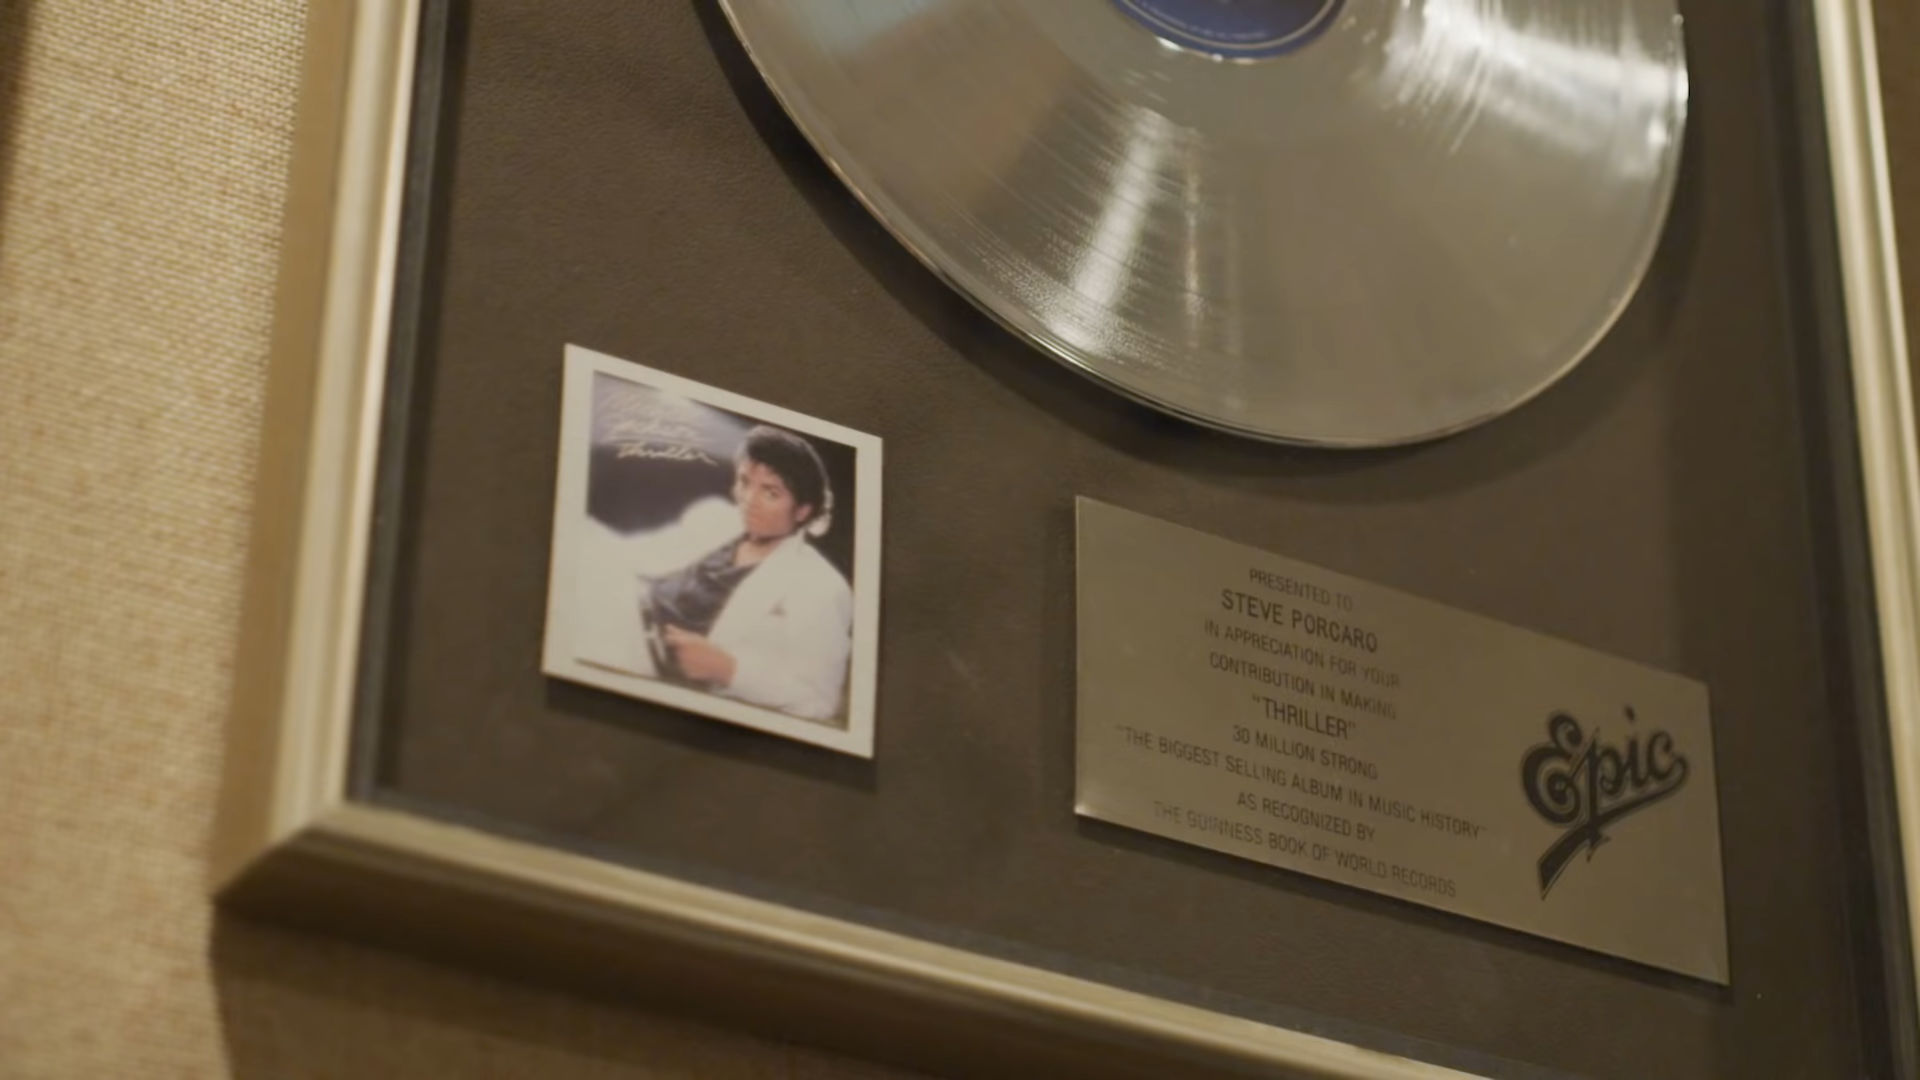 Thriller
PRESENTED TO
STEVE PORCARO
IN APPRECIATION FOR YOUR
CONTRIBUTION IN MAKING
"THRILLER"
30 MILLION STRONG
"THE BIGGEST SELLING ALBUM IN MUSIC HISTORY"
AS RECOGNIZED BY
THE GUINNESS BOOK OF WORLD RECORDS
Epic